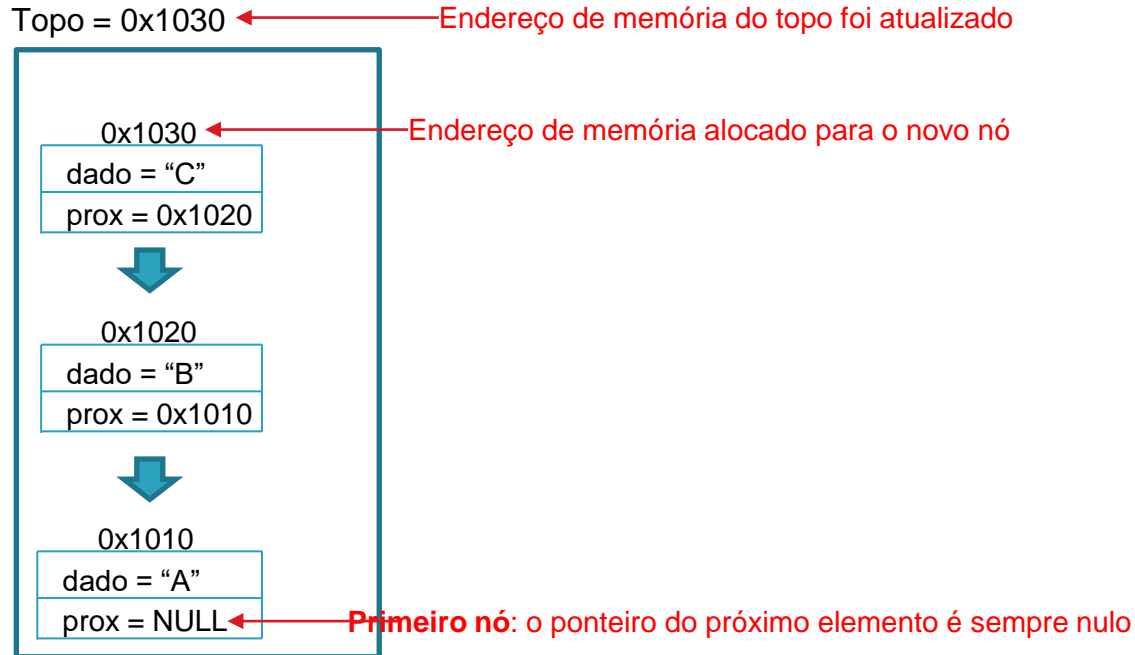 Topo = 0x1030
Endereço de memória do topo foi atualizado
0x1030
Endereço de memória alocado para o novo nó
dado = “C”
prox = 0x1020
0x1020
dado = “B”
prox = 0x1010
0x1010
dado = “A”
prox = NULL
Primeiro nó: o ponteiro do próximo elemento é sempre nulo